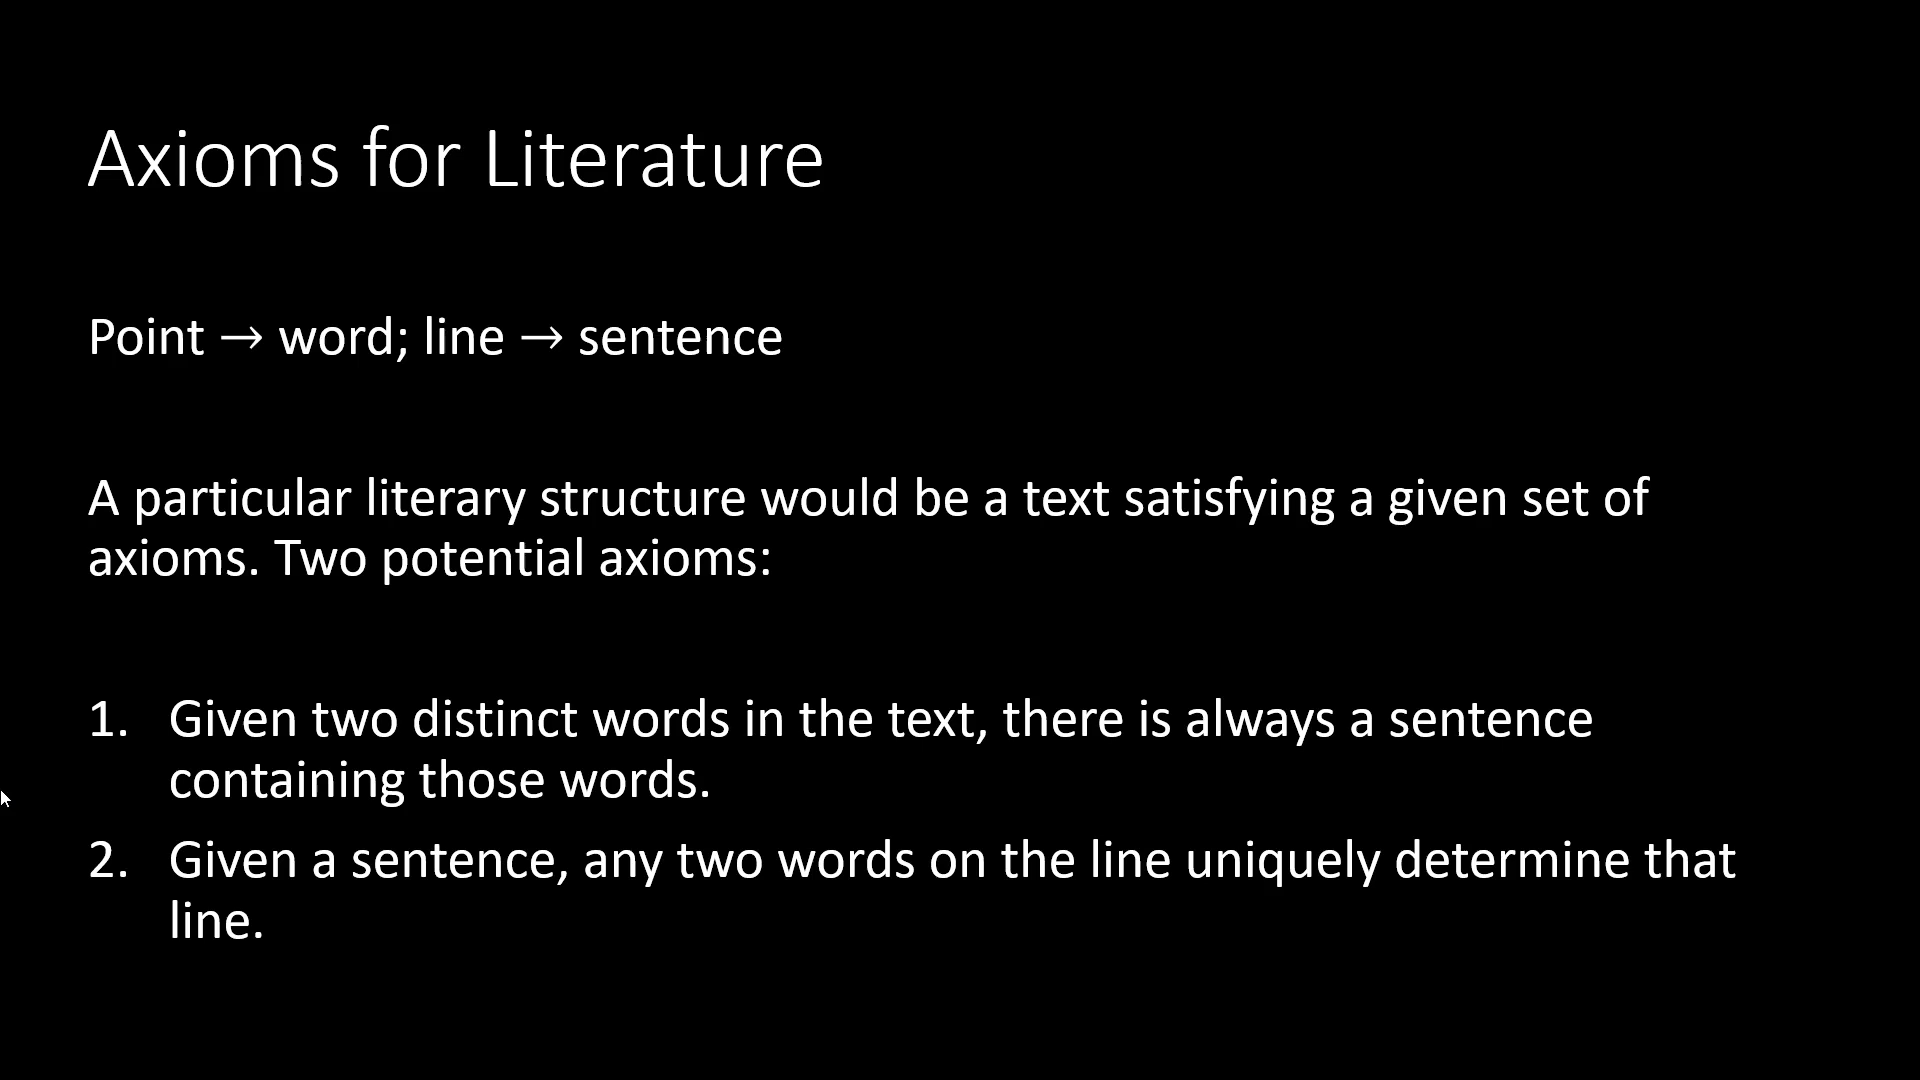 Axioms for Literature
Point → word; line → sentence
A particular literary structure would be a text satisfying a given set of
axioms. Two potential axioms:
1. Given two distinct words in the text, there is always a sentence
containing those words.
2. Given a sentence, any two words on the line uniquely determine that
line.